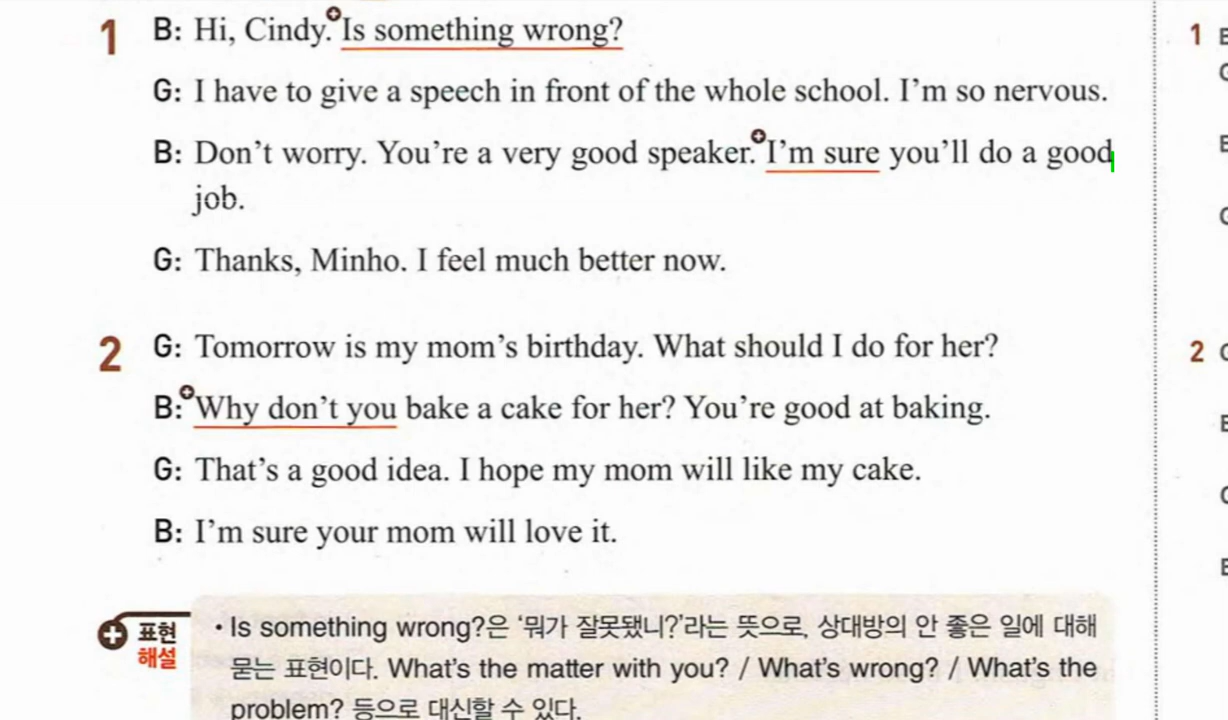 1 B: Hi, Cindy. Is something wrong?
G: I have to give a speech in front of the whole school. I'm so nervous.
B: Don't worry. You're a very good speaker. I'm sure you'll do a good
job.
G: Thanks, Minho. I feel much better now.
2 G: Tomorrow is my mom's birthday. What should I do for her?
B: Why don't you bake a cake for her? You're good at baking.
G: That's a good idea. I hope my mom will like my cake.
B: I'm sure your mom will love it.
표현
해설
• Is something wrong?은 '뭐가 잘못됐니?'라는 뜻으로, 상대방의 안 좋은 일에 대해
묻는 표현이다. What's the matter with you? / What's wrong? / What's the
problem? 등으로 대신할 수 있다.
1
2